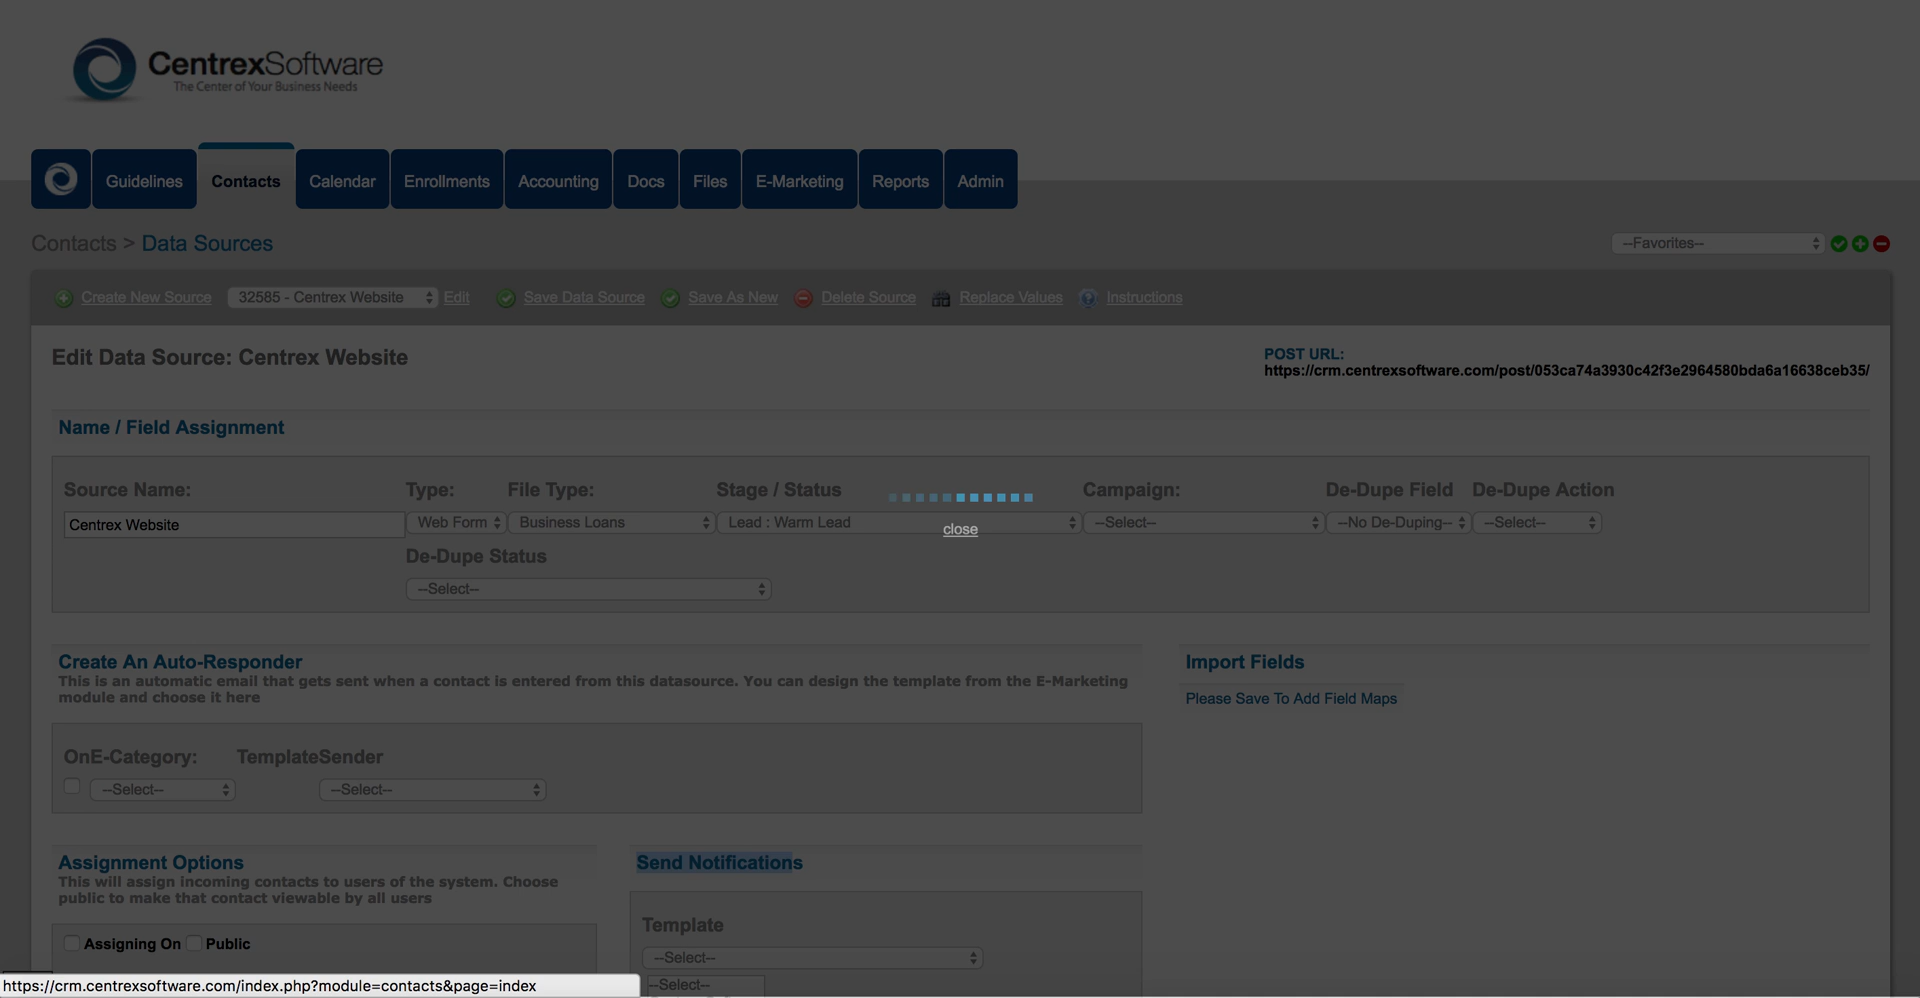 CentrexSoftware
The Center of Your Business Needs
Guidelines Contacts Calendar Enrollments Accounting Docs Files E-Marketing Reports Admin
Contacts > Data Sources
--Favorites--
Create New Source 32585 - Centrex Website Edit Save Data Source Save As New Delete Source Replace Values Instructions
Edit Data Source: Centrex Website
POST URL:
https://crm.centrexsoftware.com/post/053ca74a3930c42f3e2964580bda6a16638ceb35/
Name / Field Assignment
Source Name: Type: File Type: Stage / Status Campaign: De-Dupe Field De-Dupe Action
Centrex Website Web Form Business Loans Lead : Warm Lead --Select-- --No De-Duping-- --Select--
close
De-Dupe Status
--Select--
Create An Auto-Responder
This is an automatic email that gets sent when a contact is entered from this datasource. You can design the template from the E-Marketing
module and choose it here
Import Fields
Please Save To Add Field Maps
OnE-Category: TemplateSender
--Select-- --Select--
Assignment Options
This will assign incoming contacts to users of the system. Choose
public to make that contact viewable by all users
Assigning On Public
Send Notifications
Template
--Select--
--Select--
https://crm.centrexsoftware.com/index.php?module=contacts&page=index